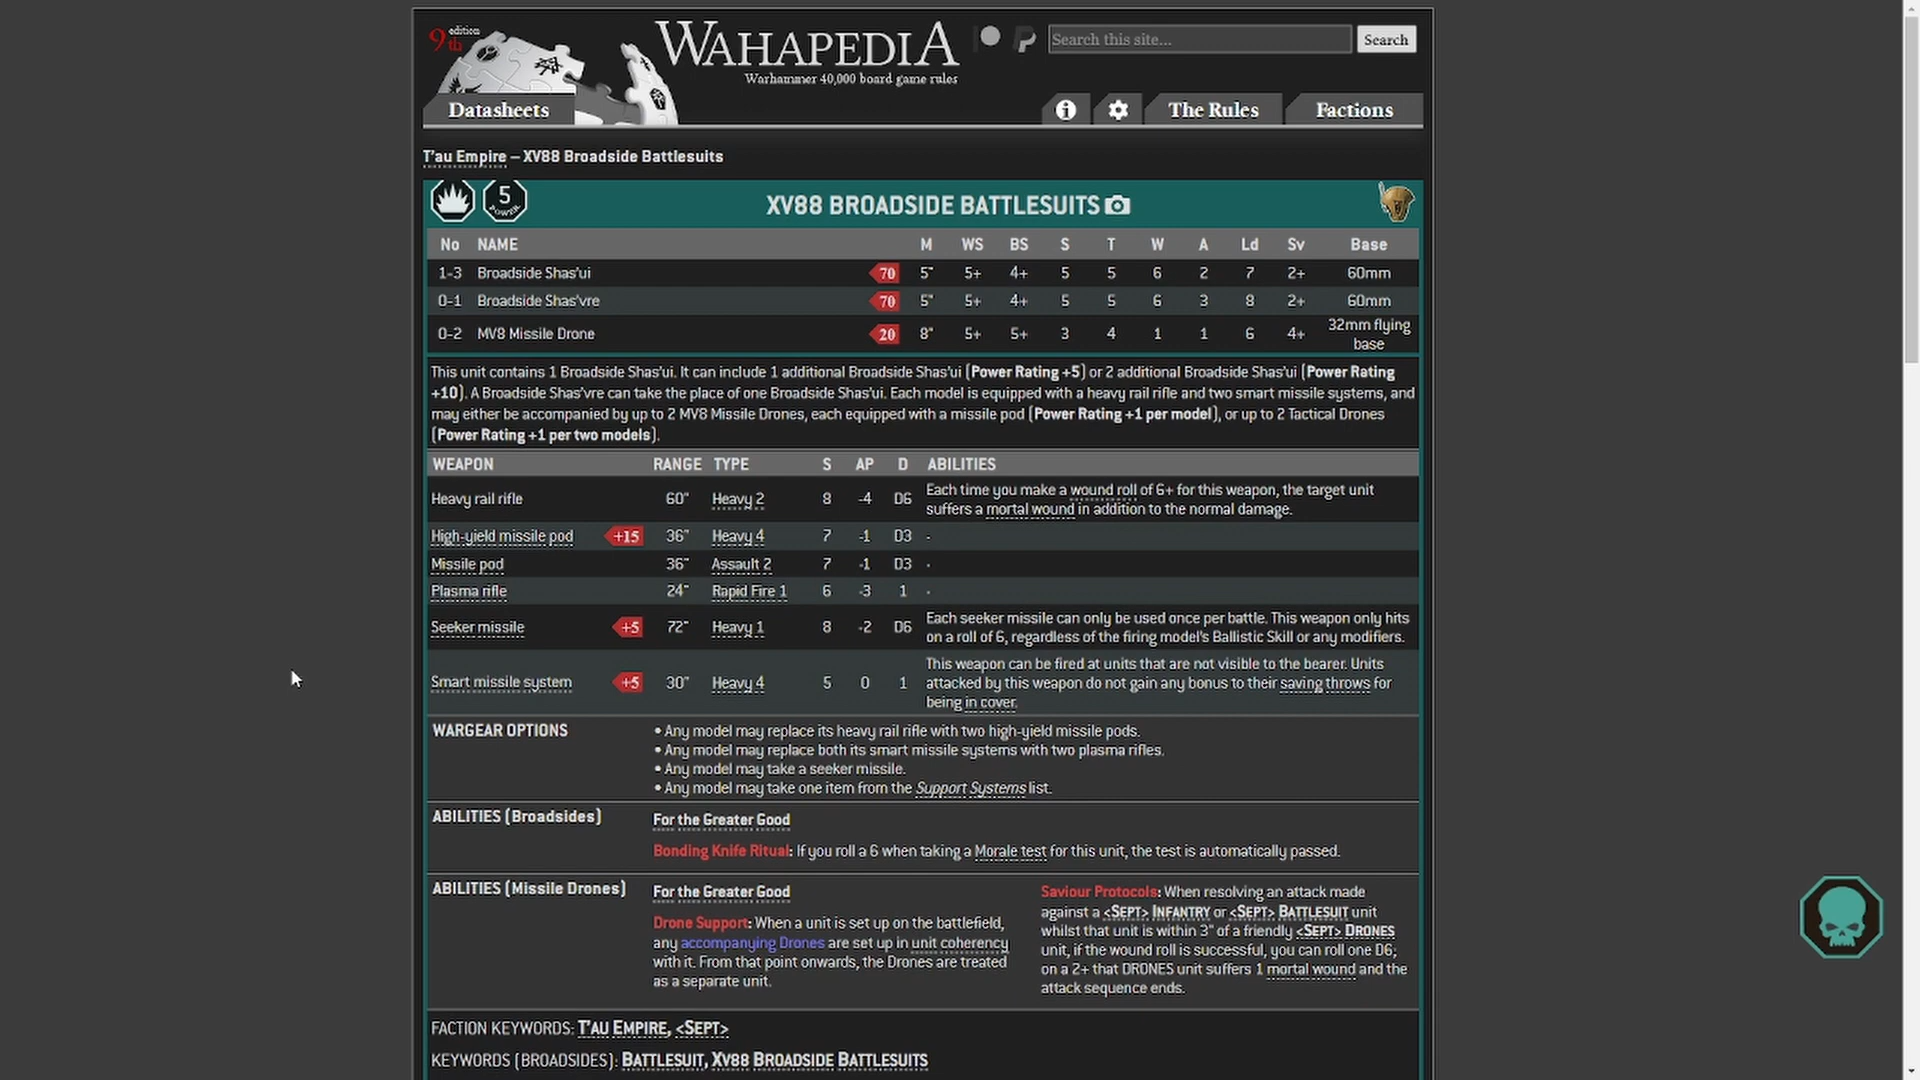 9th edition
WAHAPEDIA
Warhammer 40,000 board game rules
Search this site...
Search
Datasheets
The Rules
Factions
T'au Empire – XV88 Broadside Battlesuits
5
POWER
XV88 BROADSIDE BATTLESUITS
No NAME M WS BS S T W A Ld Sv Base
1-3 Broadside Shas'ui 70 5" 5+ 4+ 5 5 6 2 7 2+ 60mm
0-1 Broadside Shas'vre 70 5" 5+ 4+ 5 5 6 3 8 2+ 60mm
0-2 MV8 Missile Drone 20 8" 5+ 5+ 3 4 1 1 6 4+ 32mm flying
base
This unit contains 1 Broadside Shas'ui. It can include 1 additional Broadside Shas'ui (Power Rating +5) or 2 additional Broadside Shas'ui (Power Rating
+10). A Broadside Shas'vre can take the place of one Broadside Shas'ui. Each model is equipped with a heavy rail rifle and two smart missile systems, and
may either be accompanied by up to 2 MV8 Missile Drones, each equipped with a missile pod (Power Rating +1 per model), or up to 2 Tactical Drones
(Power Rating +1 per two models).
WEAPON RANGE TYPE S AP D ABILITIES
Heavy rail rifle 60" Heavy 2 8 -4 D6 Each time you make a wound roll of 6+ for this weapon, the target unit
suffers a mortal wound in addition to the normal damage.
High-yield missile pod +15 36" Heavy 4 7 -1 D3 -
Missile pod 36" Assault 2 7 -1 D3 -
Plasma rifle 24" Rapid Fire 1 6 -3 1 -
Seeker missile +5 72" Heavy 1 8 -2 D6 Each seeker missile can only be used once per battle. This weapon only hits
on a roll of 6, regardless of the firing model's Ballistic Skill or any modifiers.
Smart missile system +5 30" Heavy 4 5 0 1 This weapon can be fired at units that are not visible to the bearer. Units
attacked by this weapon do not gain any bonus to their saving throws for
being in cover.
WARGEAR OPTIONS
• Any model may replace its heavy rail rifle with two high-yield missile pods.
• Any model may replace both its smart missile systems with two plasma rifles.
• Any model may take a seeker missile.
• Any model may take one item from the Support Systems list.
ABILITIES (Broadsides)
For the Greater Good
Bonding Knife Ritual: If you roll a 6 when taking a Morale test for this unit, the test is automatically passed.
ABILITIES (Missile Drones)
For the Greater Good
Drone Support: When a unit is set up on the battlefield,
any accompanying Drones are set up in unit coherency
with it. From that point onwards, the Drones are treated
as a separate unit.
Saviour Protocols: When resolving an attack made
against a <SEPT> INFANTRY or <SEPT> BATTLESUIT unit
whilst that unit is within 3" of a friendly <SEPT> DRONES
unit, if the wound roll is successful, you can roll one D6;
on a 2+ that DRONES unit suffers 1 mortal wound and the
attack sequence ends.
FACTION KEYWORDS: T'AU EMPIRE, <SEPT>
KEYWORDS (BROADSIDES): BATTLESUIT, XV88 BROADSIDE BATTLESUITS